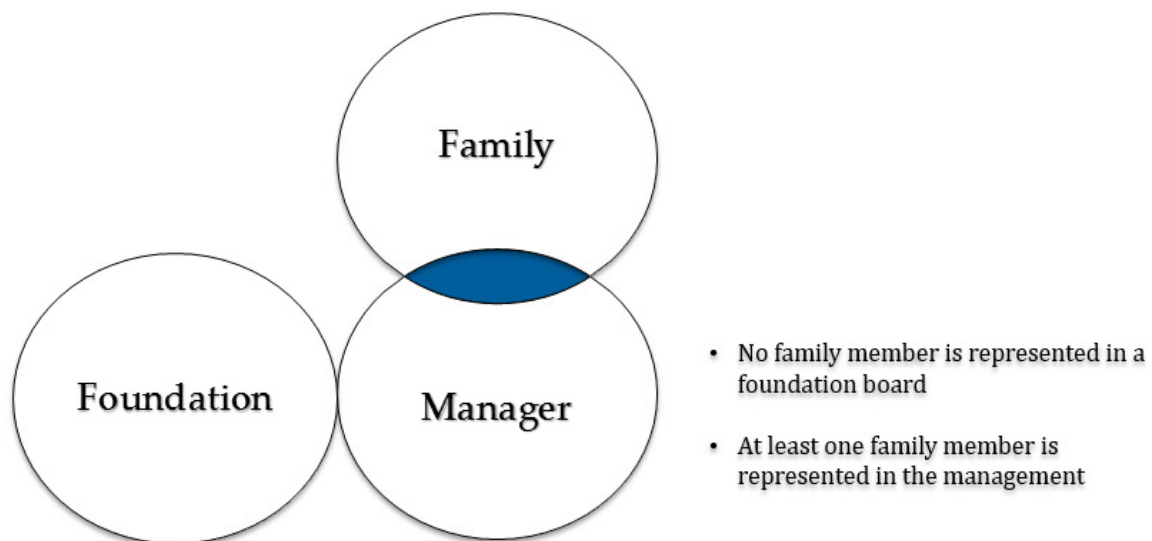 Family
Foundation
Manager
• No family member is represented in a
foundation board
• At least one family member is
represented in the management